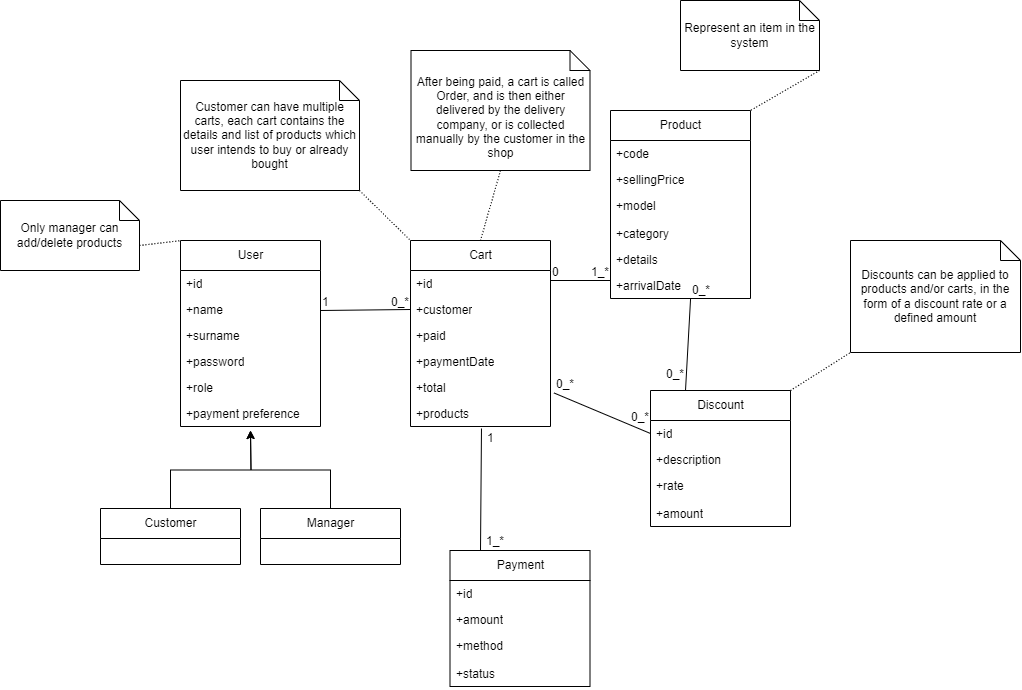 Represent an item in the
system
After being paid, a cart is called
Order, and is then either
delivered by the delivery
company, or is collected
manually by the customer in the
shop
Customer can have multiple
carts, each cart contains the
details and list of products which
user intends to buy or already
bought
Product
+code
+sellingPrice
+model
+category
+details
+arrivalDate
Only manager can
add/delete products
User
+id
+name
+surname
+password
+role
+payment preference
1
0_*
Cart
+id
+customer
+paid
+paymentDate
+total
+products
0
1_*
0_*
Discounts can be applied to
products and/or carts, in the
form of a discount rate or a
defined amount
0_*
0_*
0_*
Discount
+id
+description
+rate
+amount
1
1_*
Customer
Manager
Payment
+id
+amount
+method
+status